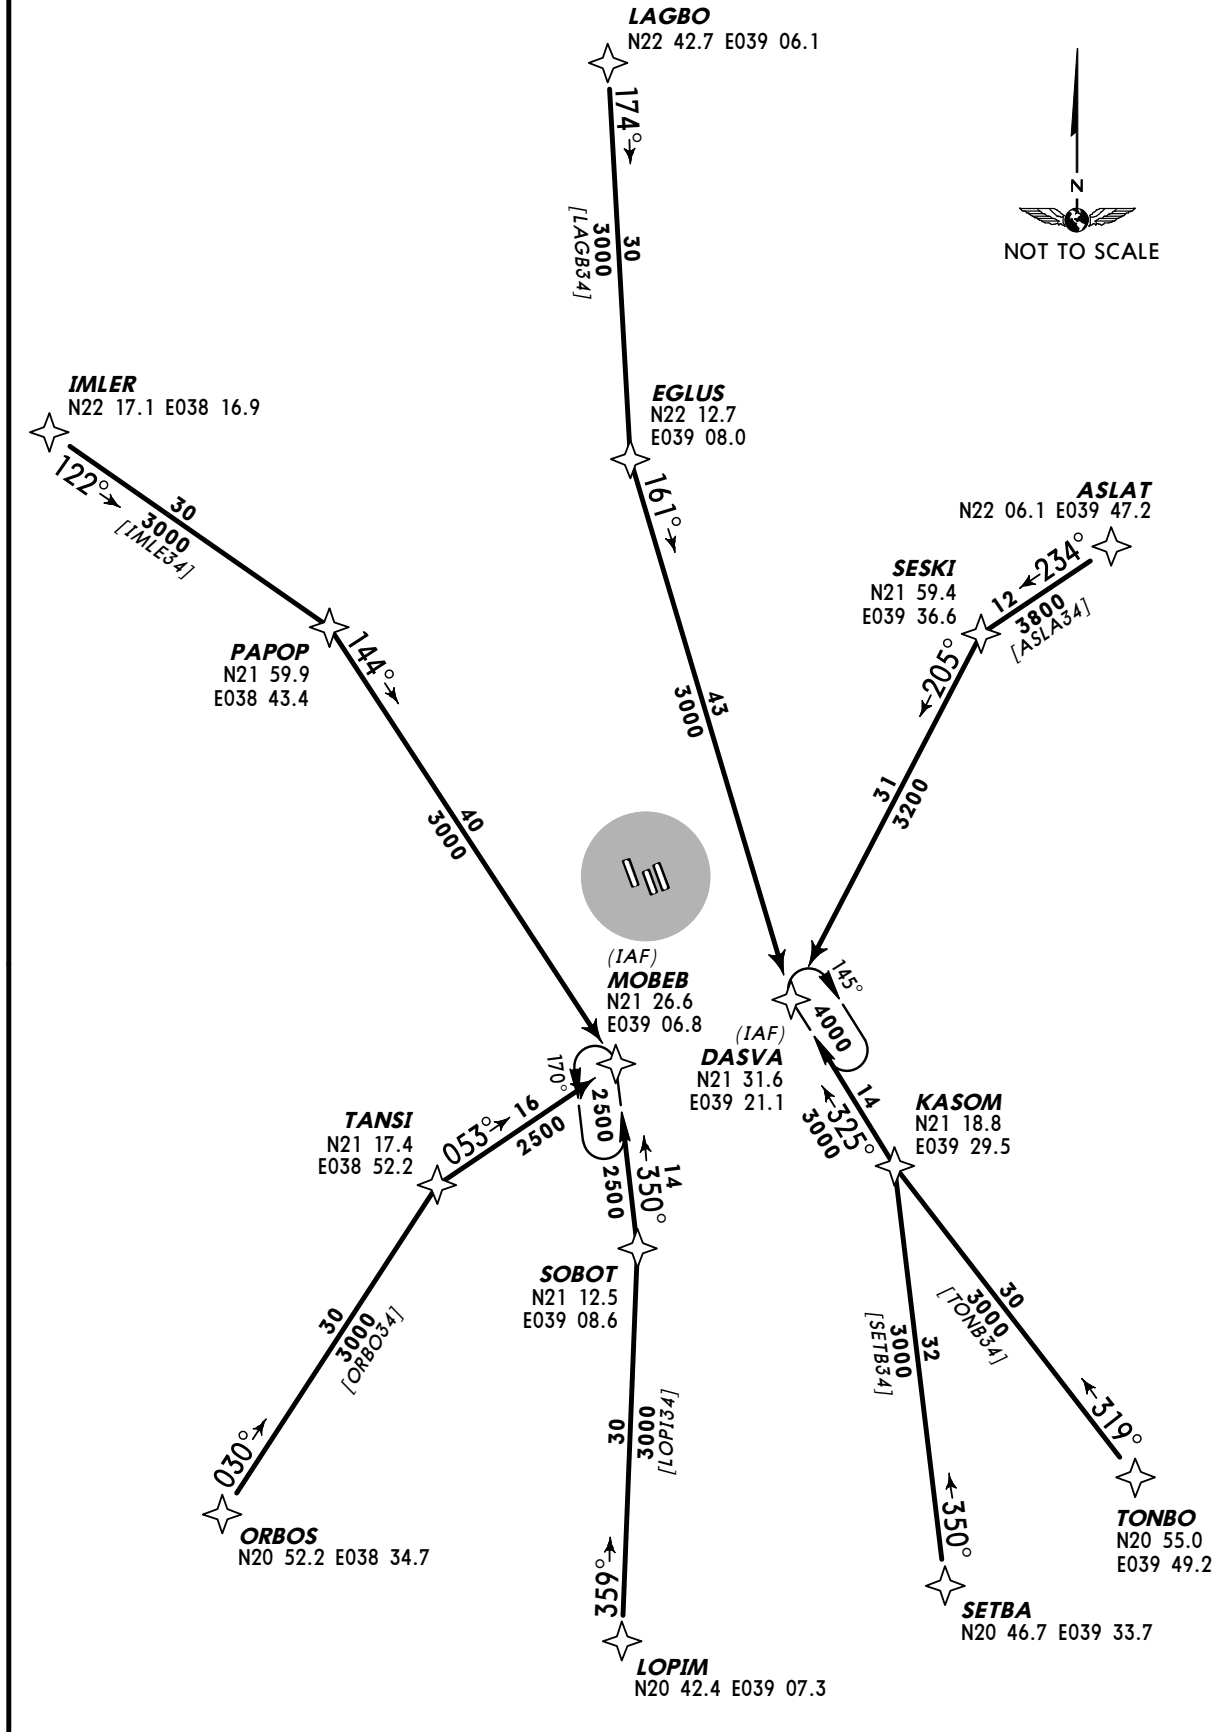 LAGBO
N22 42.7 E039 06.1
174°
30
3000
[LAGB34]
N
NOT TO SCALE
IMLER
N22 17.1 E038 16.9
122°
30
3000
[IMLE34]
EGLUS
N22 12.7
E039 08.0
161°
43
3000
ASLAT
N22 06.1 E039 47.2
234°
12
3800
[ASLA34]
SESKI
N21 59.4
E039 36.6
205°
31
3200
PAPOP
N21 59.9
E038 43.4
144°
40
3000
(IAF)
MOBEB
N21 26.6
E039 06.8
170°
2500
145°
4000
(IAF)
DASVA
N21 31.6
E039 21.1
14
325°
3000
KASOM
N21 18.8
E039 29.5
TANSI
N21 17.4
E038 52.2
053°
16
2500
14
350°
2500
SOBOT
N21 12.5
E039 08.6
30
3000
[ORBO34]
030°
ORBOS
N20 52.2 E038 34.7
30
3000
[LOPI34]
359°
LOPIM
N20 42.4 E039 07.3
32
3000
[SETB34]
350°
SETBA
N20 46.7 E039 33.7
30
3000
[TONB34]
319°
TONBO
N20 55.0
E039 49.2